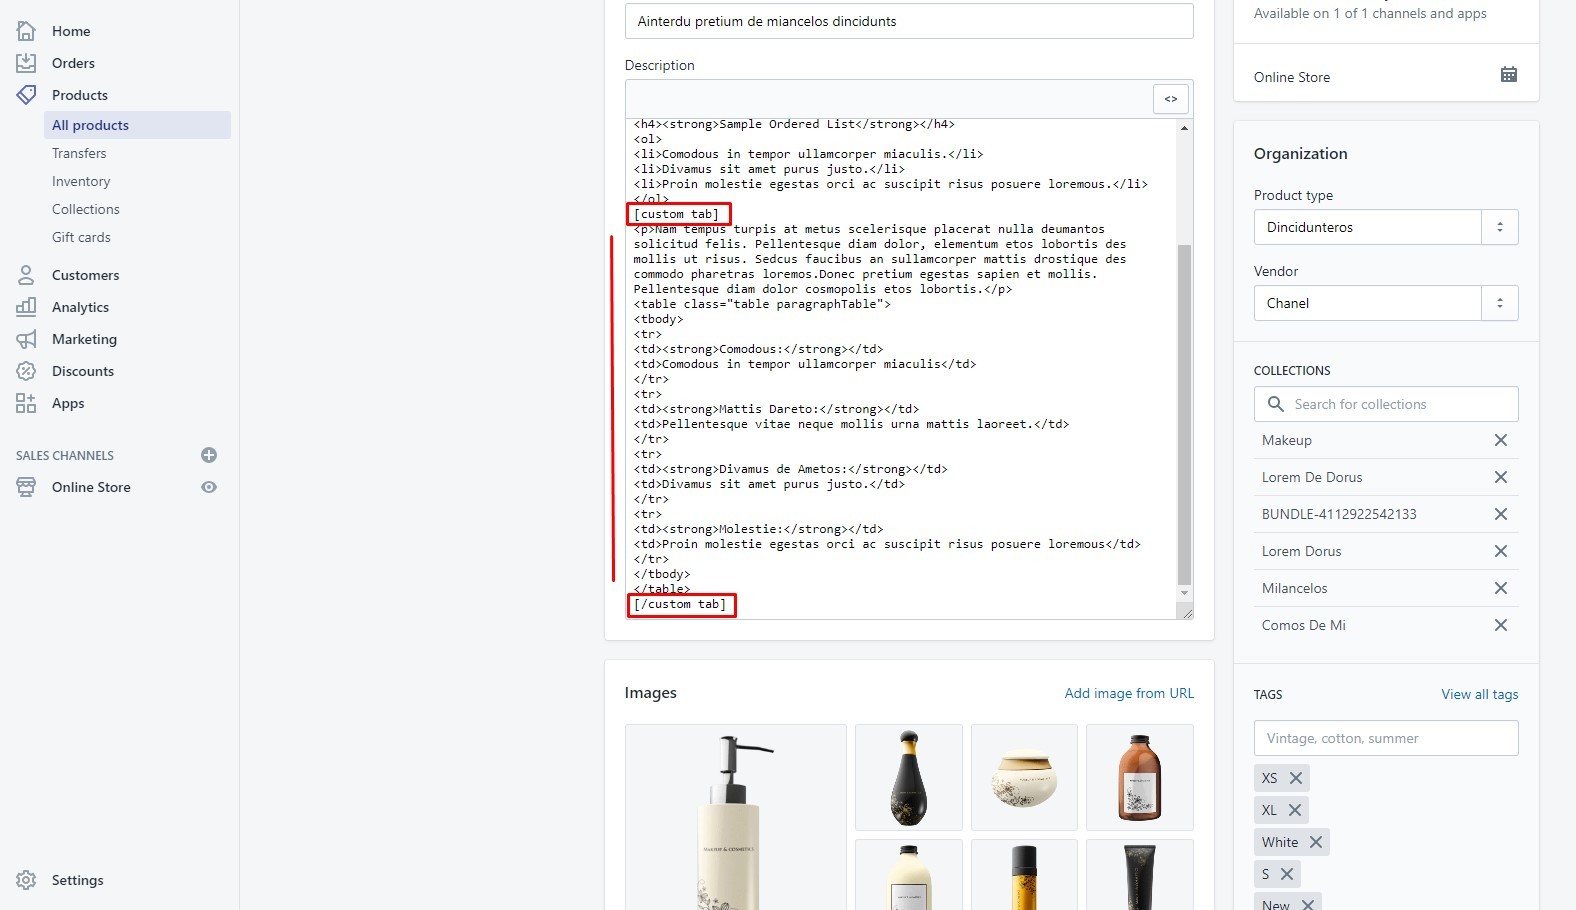 Home
Orders
Products
All products
Transfers
Inventory
Collections
Gift cards
Customers
Analytics
Marketing
Discounts
Apps
SALES CHANNELS
Online Store
Settings
Ainterdu pretium de miancelos dincidunts
Description
<>
<h4><strong>Sample Ordered List</strong></h4>
<ol>
<li>Comodous in tempor ullamcorper miaculis.</li>
<li>Divamus sit amet purus justo.</li>
<li>Proin molestie egestas orci ac suscipit risus posuere loremous.</li>
</ol>
[custom tab]
<p>Nam tempus turpis at metus scelerisque placerat nulla deumantos
solicitud felis. Pellentesque diam dolor, elementum etos lobortis des
mollis ut risus. Sedcus faucibus an sullamcorper mattis drostique des
commodo pharetras loremos.Donec pretium egestas sapien et mollis.
Pellentesque diam dolor cosmopolis etos lobortis.</p>
<table class="table paragraphTable">
<tbody>
<tr>
<td><strong>Comodous:</strong></td>
<td>Comodous in tempor ullamcorper miaculis</td>
</tr>
<tr>
<td><strong>Mattis Dareto:</strong></td>
<td>Pellentesque vitae neque mollis urna mattis laoreet.</td>
</tr>
<tr>
<td><strong>Divamus de Ametos:</strong></td>
<td>Divamus sit amet purus justo.</td>
</tr>
<tr>
<td><strong>Molestie:</strong></td>
<td>Proin molestie egestas orci ac suscipit risus posuere loremous</td>
</tr>
</tbody>
</table>
[/custom tab]
Images
Add image from URL
MAKEUP & COSMETICS
Available on 1 of 1 channels and apps
Online Store
Organization
Product type
Dincidunteros
Vendor
Chanel
COLLECTIONS
Search for collections
Makeup
Lorem De Dorus
BUNDLE-4112922542133
Lorem Dorus
Milancelos
Comos De Mi
TAGS
View all tags
Vintage, cotton, summer
XS
XL
White
S
New